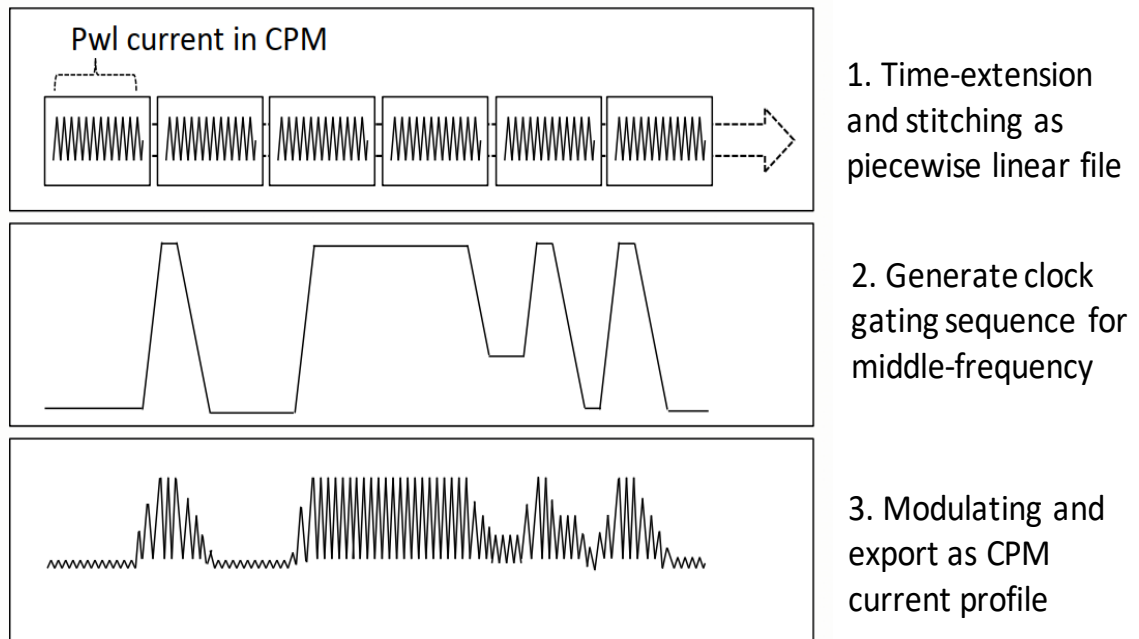 Pwl current in CPM
1. Time-extension
and stitching as
piecewise linear file
2. Generate clock
gating sequence for
middle-frequency
3. Modulating and
export as CPM
current profile